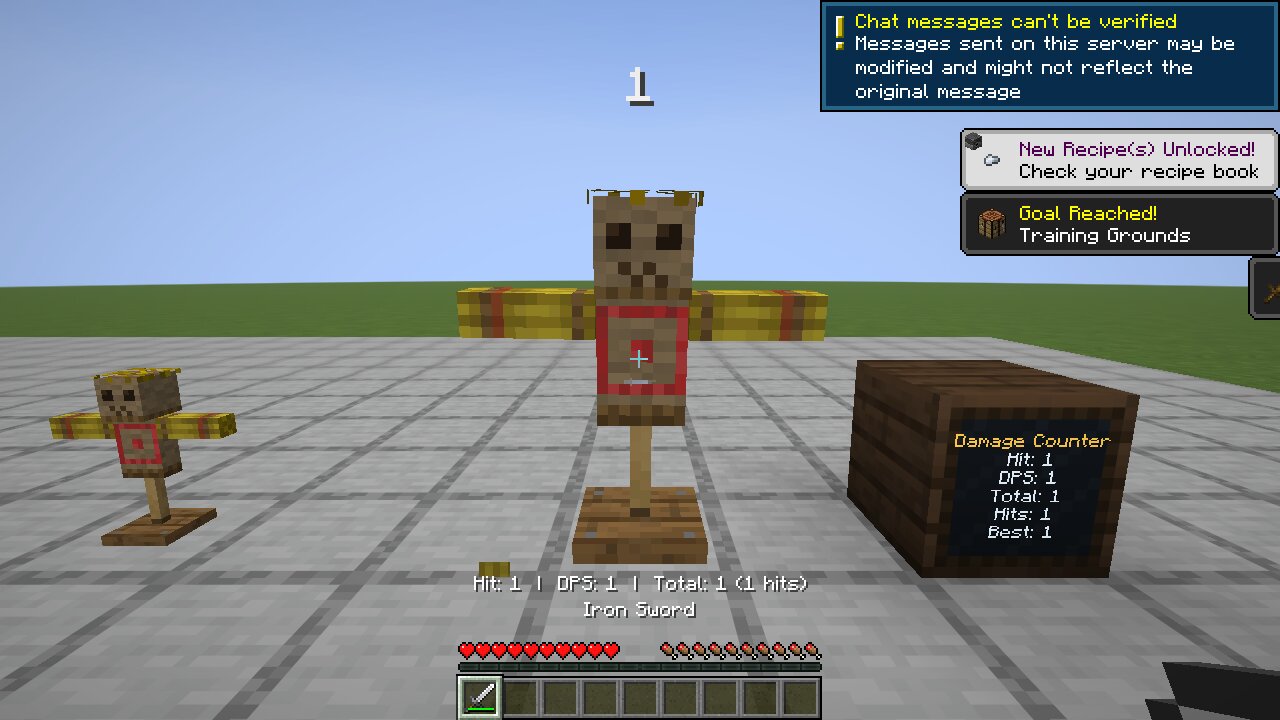 Chat messages can't be verified
Messages sent on this server may be
modified and might not reflect the
original message
1
New Recipe(s) Unlocked!
Check your recipe book
Goal Reached!
Training Grounds
Damage Counter
Hit: 1
DPS: 1
Total: 1
Hits: 1
Best: 1
Hit: 1 | DPS: 1 | Total: 1 (1 hits)
Iron Sword